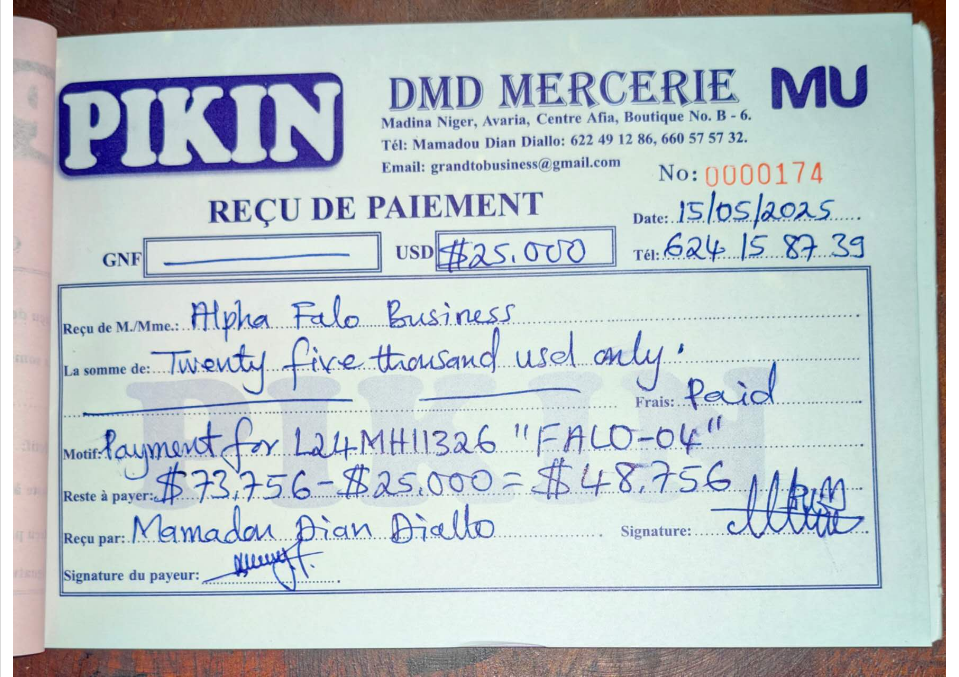 PIKIN
DMD MERCERIE
MU
Madina Niger, Avaria, Centre Afia, Boutique No. B - 6.
Tél: Mamadou Dian Diallo: 622 49 12 86, 660 57 57 32.
Email: grandtobusiness@gmail.com
No: 0000174
REÇU DE PAIEMENT
Date: 15/05/2025
GNF
USD $25.000
Tél: 624 15 87 39
Reçu de M./Mme.: Alpha Falo Business
La somme de: Twenty five thousand usd only.
Frais: Paid
Motif: Payment for L24MH11326 "FALO-04"
Reste à payer: $73,756-$25.000=$48.756
Reçu par: Mamadou Dian Diallo
Signature:
Signature du payeur:
PIKIN